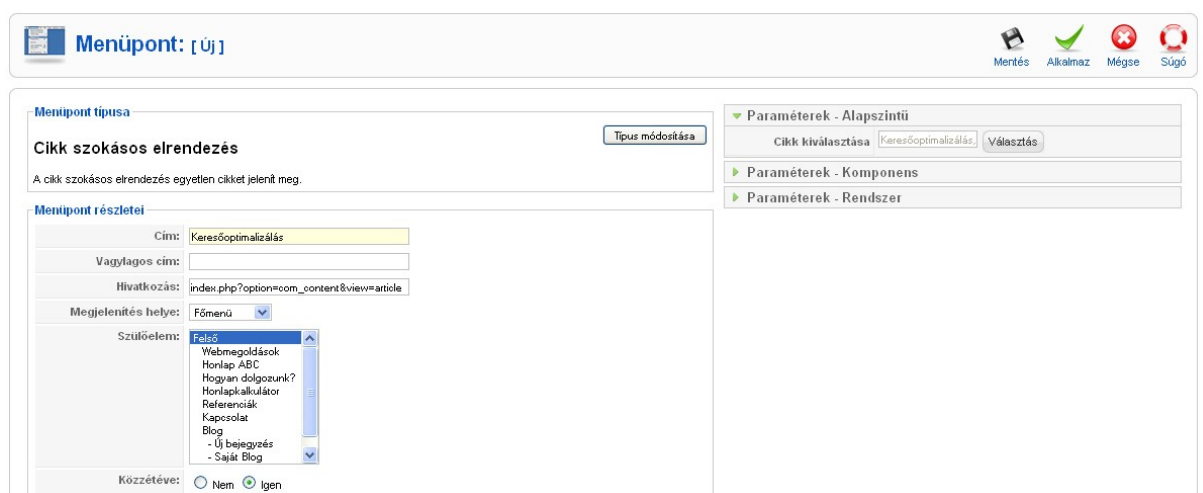 Menüpont: [ Új ]
Mentés
Alkalmaz
Mégse
Súgó
Menüpont típusa
Cikk szokásos elrendezés
Típus módosítása
A cikk szokásos elrendezés egyetlen cikket jelenít meg.
Menüpont részletei
Cím: Keresőoptimalizálás
Vagylagos cím:
Hivatkozás: index.php?option=com_content&view=article
Megjelenítés helye: Főmenü
Szülőelem: Felső
Webmegoldások
Honlap ABC
Hogyan dolgozunk?
Honlapkalkulátor
Referenciák
Kapcsolat
Blog
- Új bejegyzés
- Saját Blog
Közzétéve: Nem Igen
Paraméterek - Alapszintü
Cikk kiválasztása Keresőoptimalizálás, Választás
Paraméterek - Komponens
Paraméterek - Rendszer